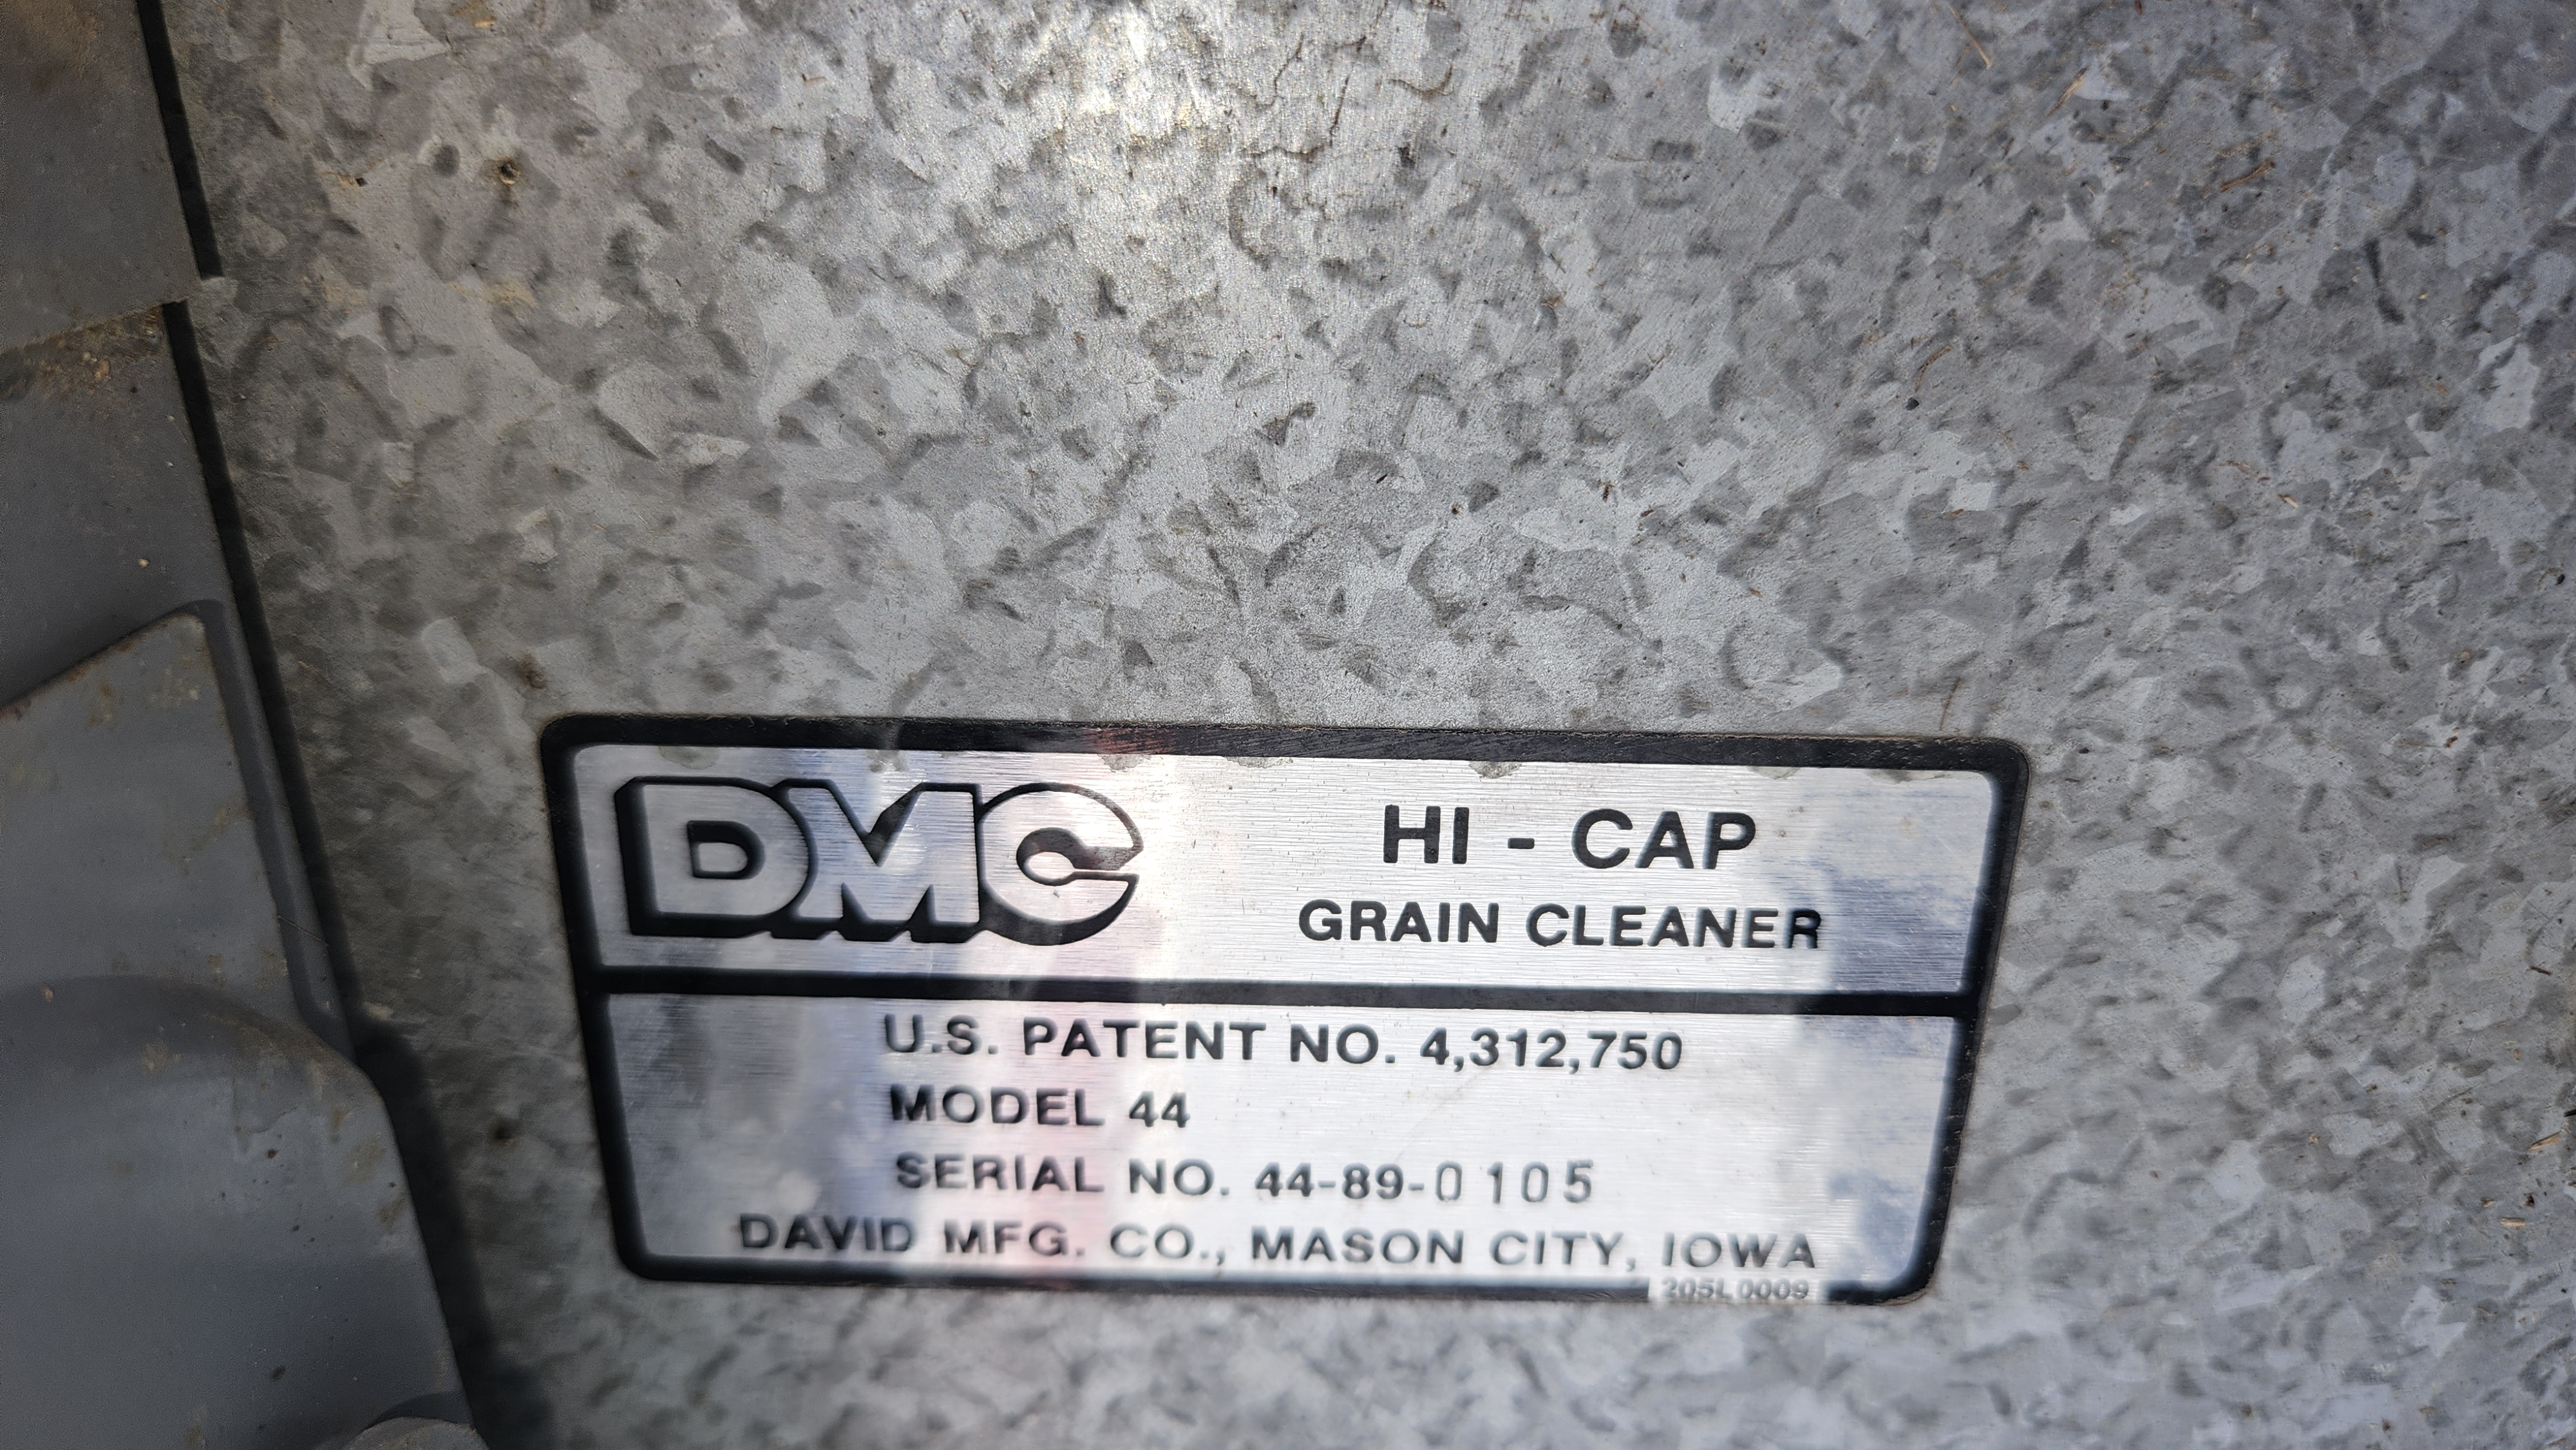 DMC
HI - CAP
GRAIN CLEANER
U.S. PATENT NO. 4,312,750
MODEL 44
SERIAL NO. 44-89-0105
DAVID MFG. CO., MASON CITY, IOWA
205L0009